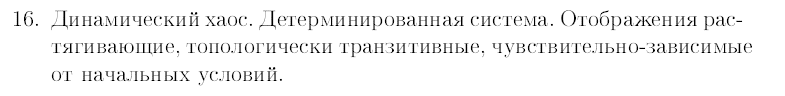 16. Динамический хаос. Детерминированная система. Отображения рас-
тягивающие, топологически транзитивные, чувствительно-зависимые
от начальных условий.